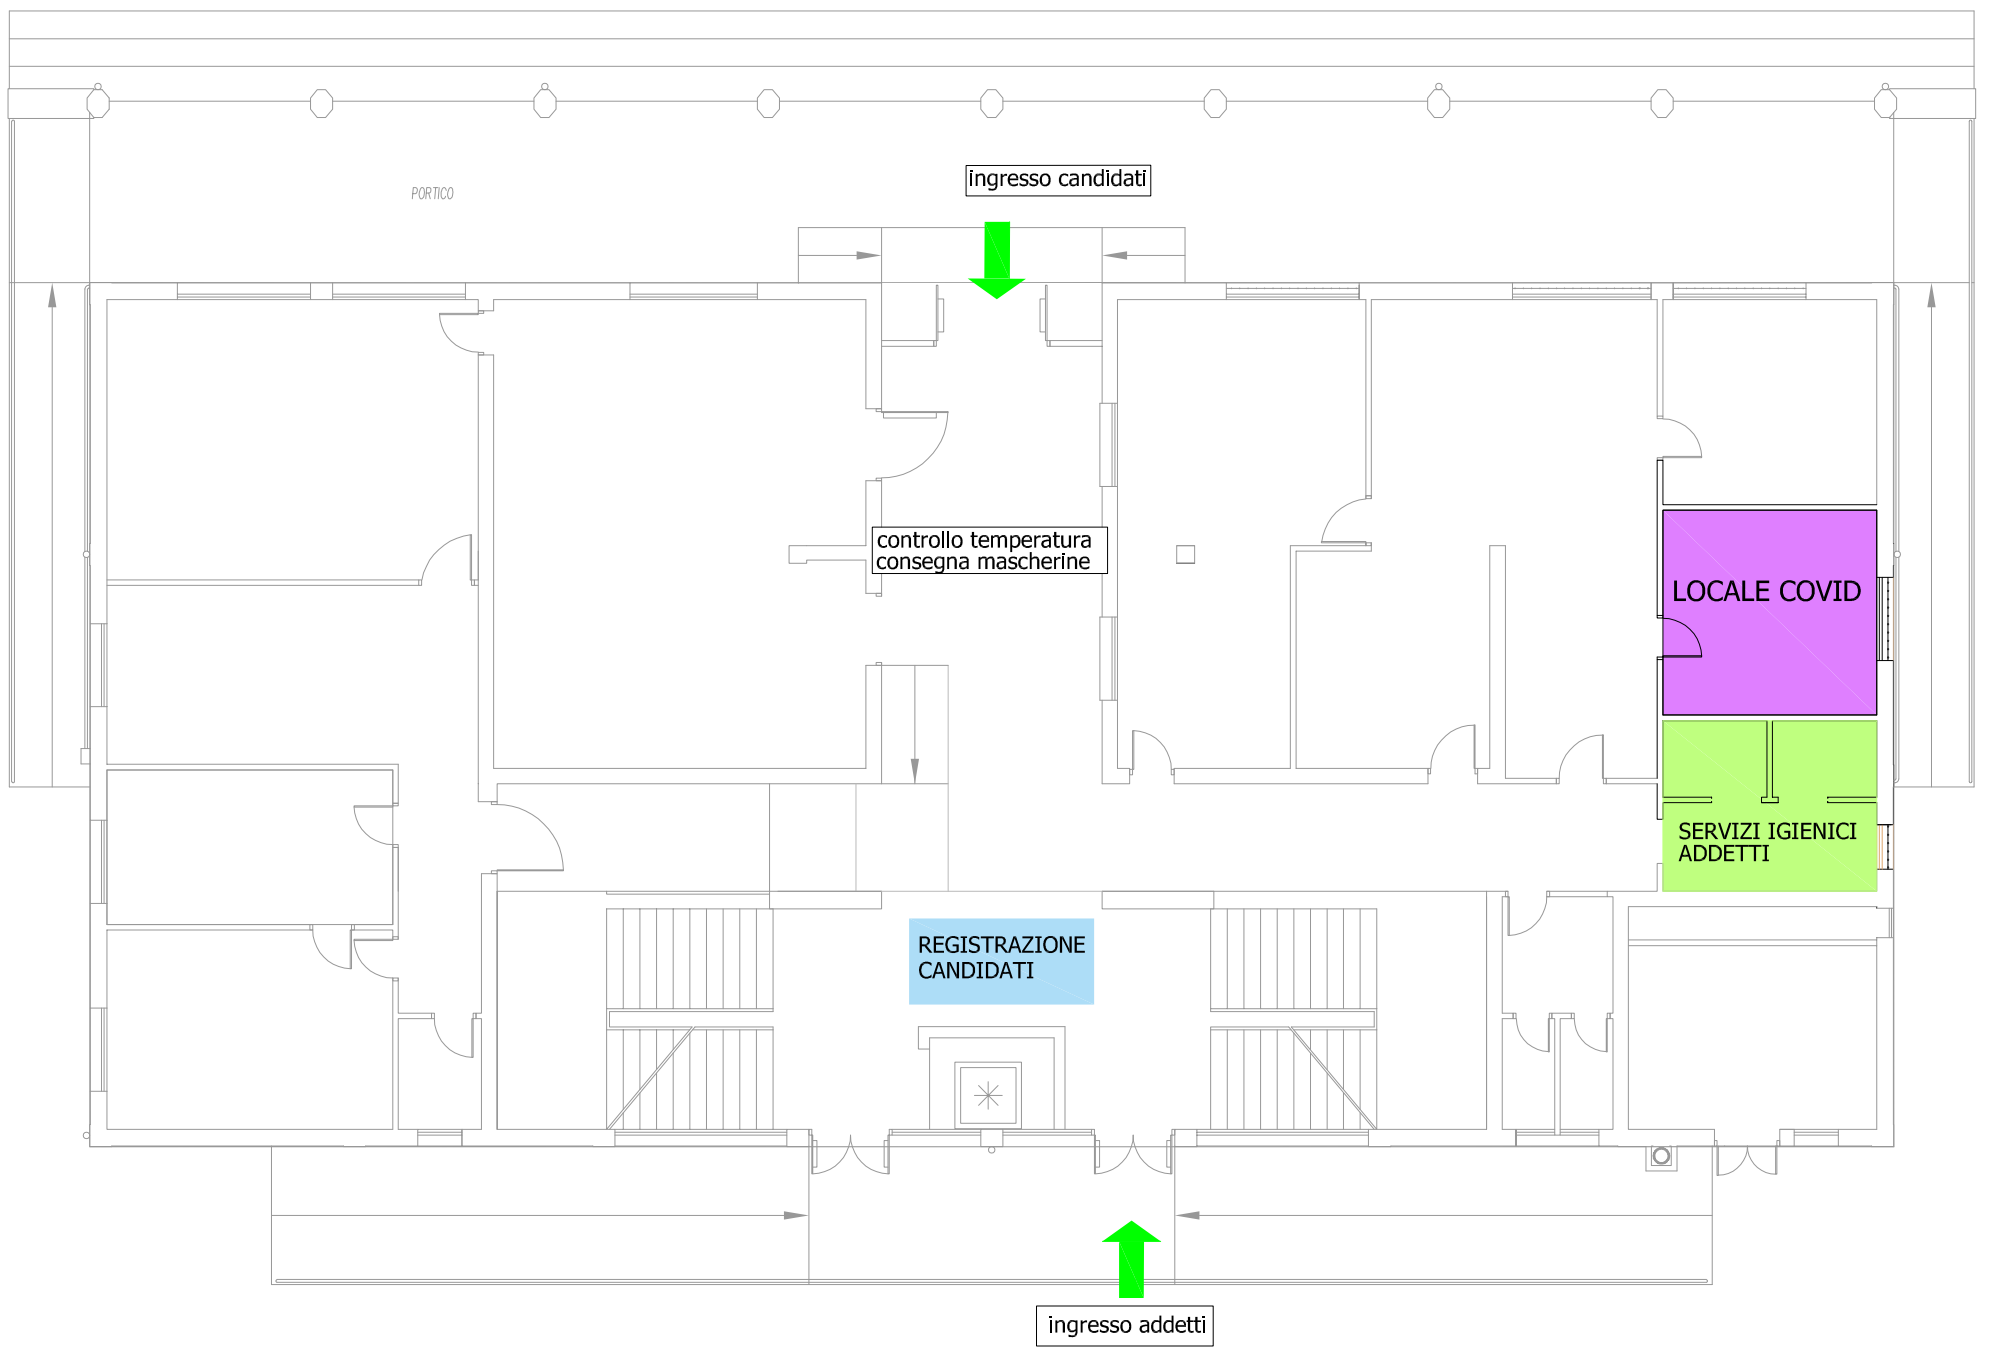 ingresso candidati
PORTICO
controllo temperatura
consegna mascherine
LOCALE COVID
SERVIZI IGIENICI
ADDETTI
REGISTRAZIONE
CANDIDATI
ingresso addetti